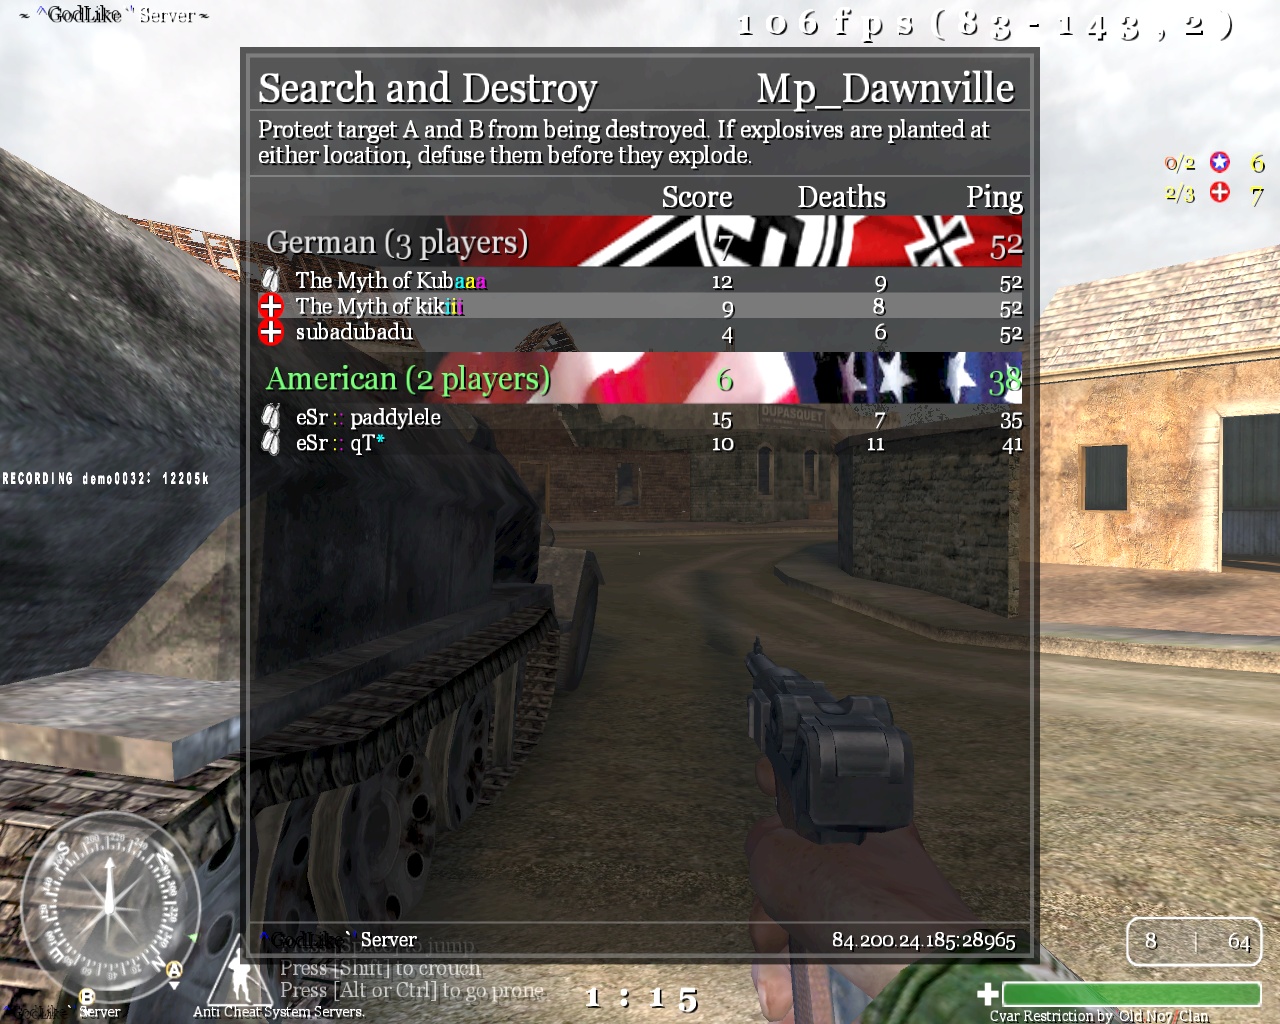 ~ ^GodLike`' Server ~
106fps(83-143,2)
Search and Destroy Mp_Dawnville
Protect target A and B from being destroyed. If explosives are planted at
either location, defuse them before they explode.
0/2 6
2/3 7
Score Deaths Ping
German (3 players) 7 52
The Myth of Kubaaa 12 9 52
The Myth of kikiii 9 8 52
subadubadu 4 6 52
American (2 players) 6 38
eSr :: paddylele 15 7 35
eSr :: qT* 10 11 41
DUPASQUET
RECORDING demo0032: 12205k
^GodLike`' Server 84.200.24.185:28965
to jump
Press [Shift] to crouch
Press [Alt or Ctrl] to go prone.
8 | 64
A
B
1:15
Server
Anti Cheat System Servers.
Cvar Restriction by Old No7 Clan